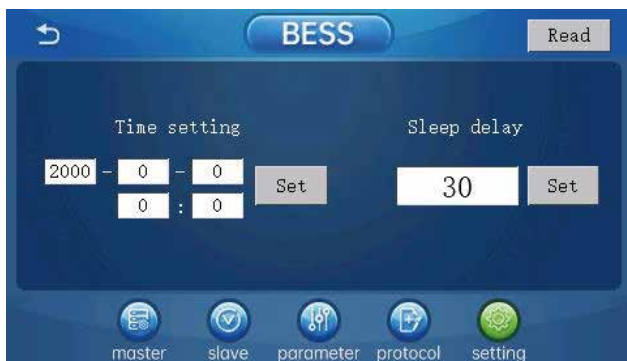 BESS
Read
Time setting
Sleep delay
2000 - 0 - 0
0 : 0
Set
30
Set
master slave parameter protocol setting